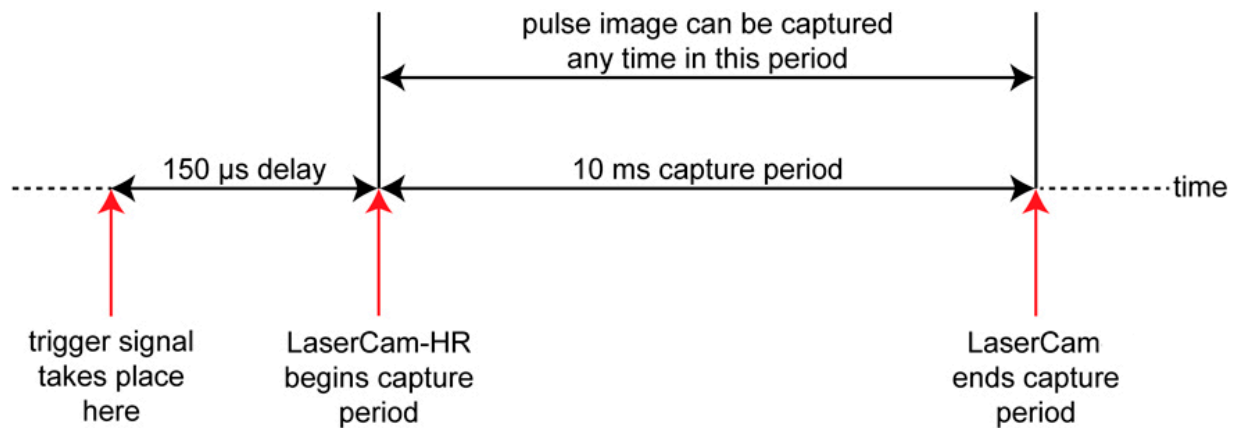 pulse image can be captured
any time in this period
150 µs delay
10 ms capture period
time
trigger signal
takes place
here
LaserCam-HR
begins capture
period
LaserCam
ends capture
period